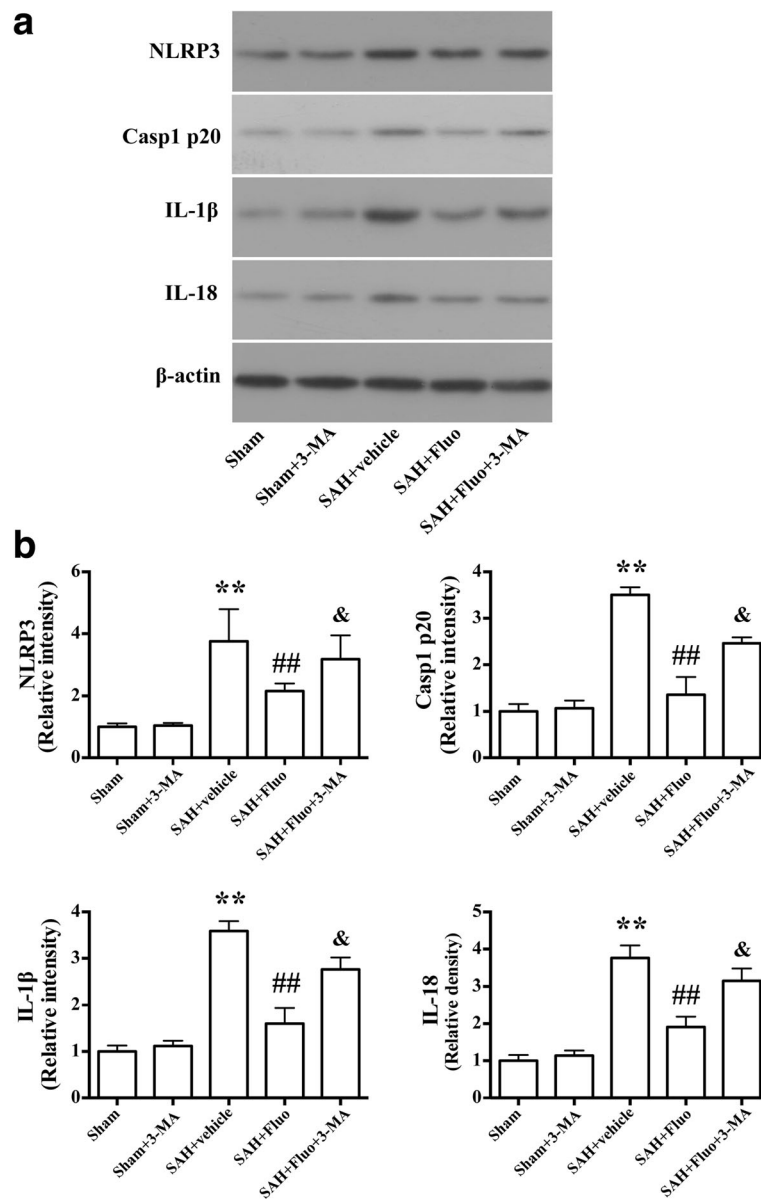 a
NLRP3
Casp1 p20
IL-1β
IL-18
β-actin
Sham
Sham+3-MA
SAH+vehicle
SAH+Fluo
SAH+Fluo+3-MA
b
NLRP3
(Relative intensity)
6
4
2
0
**
##
&
Sham
Sham+3-MA
SAH+vehicle
SAH+Fluo
SAH+Fluo+3-MA
Casp1 p20
(Relative intensity)
4
3
2
1
0
**
##
&
Sham
Sham+3-MA
SAH+vehicle
SAH+Fluo
SAH+Fluo+3-MA
IL-1β
(Relative intensity)
4
3
2
1
0
**
##
&
Sham
Sham+3-MA
SAH+vehicle
SAH+Fluo
SAH+Fluo+3-MA
IL-18
(Relative density)
5
4
3
2
1
0
**
##
&
Sham
Sham+3-MA
SAH+vehicle
SAH+Fluo
SAH+Fluo+3-MA